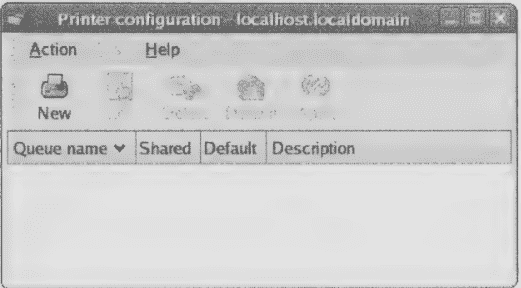 Printer configuration - localhost.localdomain
Action Help
New
Queue name Shared Default Description